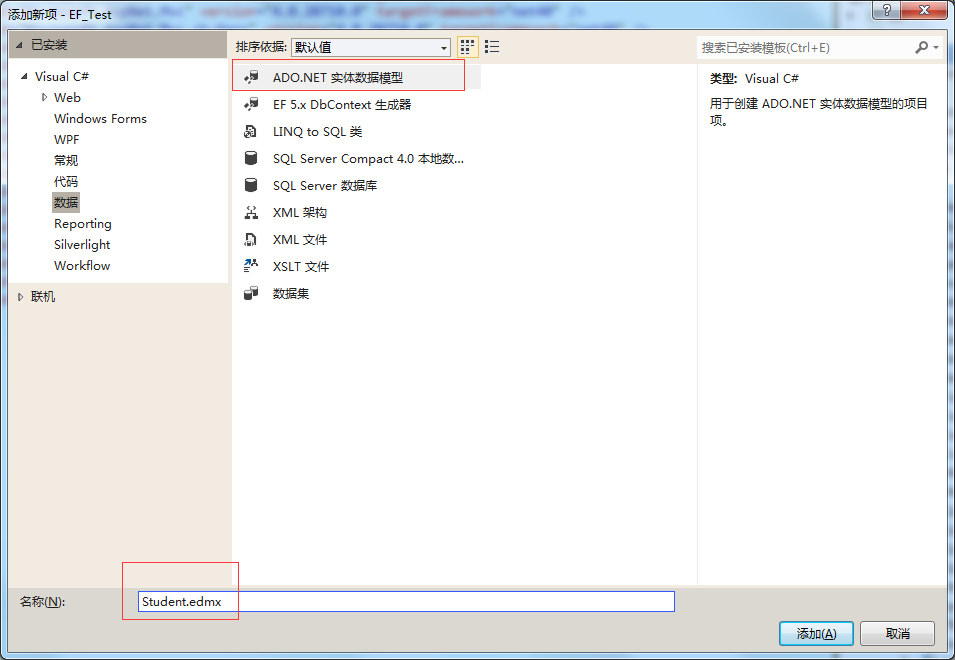 添加新项 - EF_Test
已安装
排序依据: 默认值
搜索已安装模板(Ctrl+E)
Visual C#
Web
Windows Forms
WPF
常规
代码
数据
Reporting
Silverlight
Workflow
联机
ADO.NET 实体数据模型
EF 5.x DbContext 生成器
LINQ to SQL 类
SQL Server Compact 4.0 本地数...
SQL Server 数据库
XML 架构
XML 文件
XSLT 文件
数据集
类型: Visual C#
用于创建 ADO.NET 实体数据模型的项目
项。
名称(N):
Student.edmx
添加(A)
取消